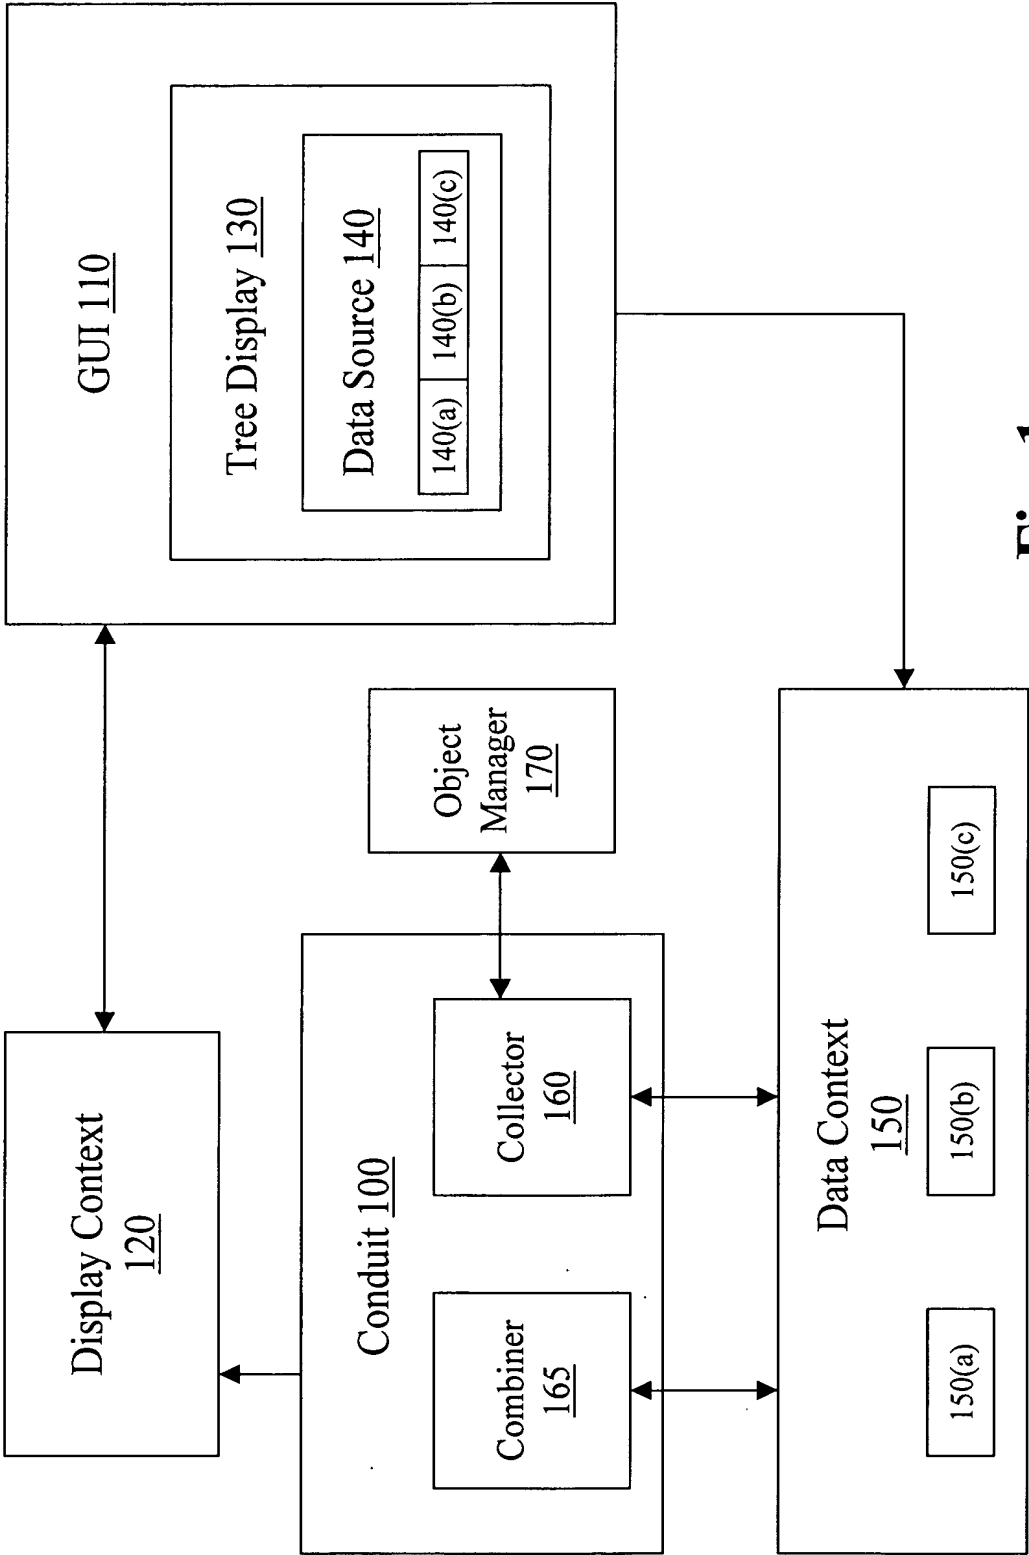 Display Context
120
GUI 110
Tree Display 130
Data Source 140
140(a) 140(b) 140(c)
Conduit 100
Combiner
165
Collector
160
Object
Manager
170
Data Context
150
150(a) 150(b) 150(c)